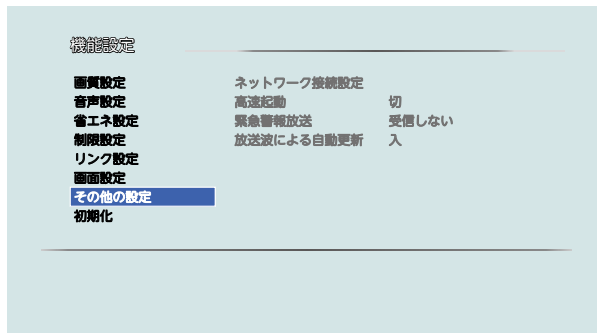 機能設定
画質設定
音声設定
省エネ設定
制限設定
リンク設定
画面設定
その他の設定
初期化
ネットワーク接続設定
高速起動 切
緊急警報放送 受信しない
放送波による自動更新 入